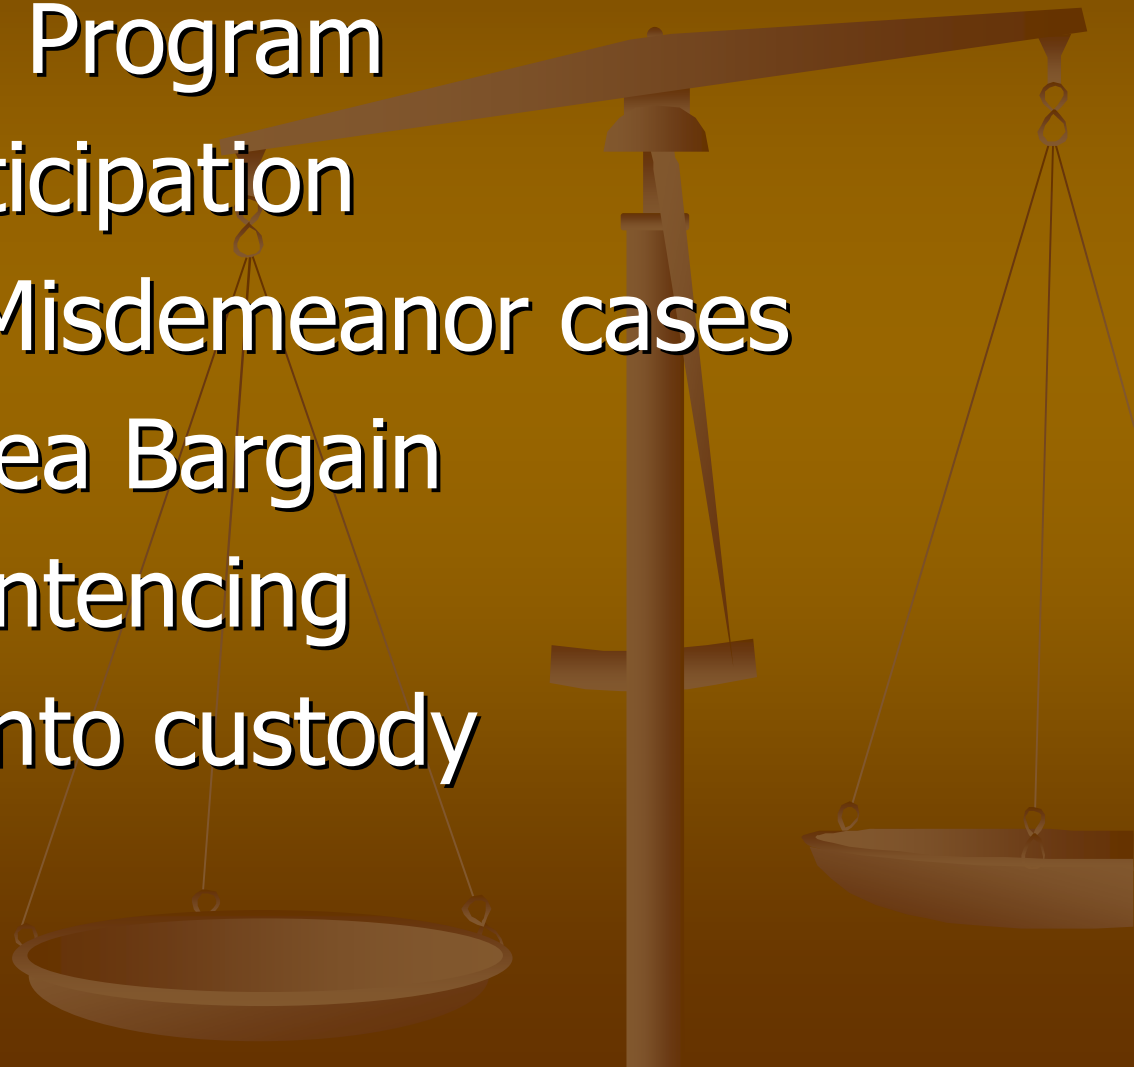 Program
ticipation
Misdemeanor cases
ea Bargain
ntencing
nto custody